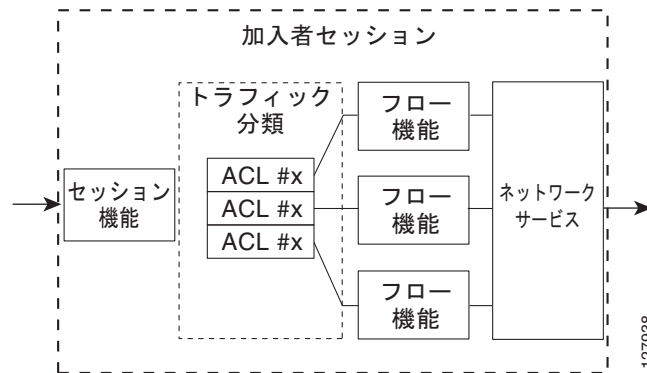 加入者セッション
トラフィック
分類
フロー
機能
セッション
機能
ACL #x
ACL #x
ACL #x
フロー
機能
フロー
機能
ネットワーク
サービス
127938